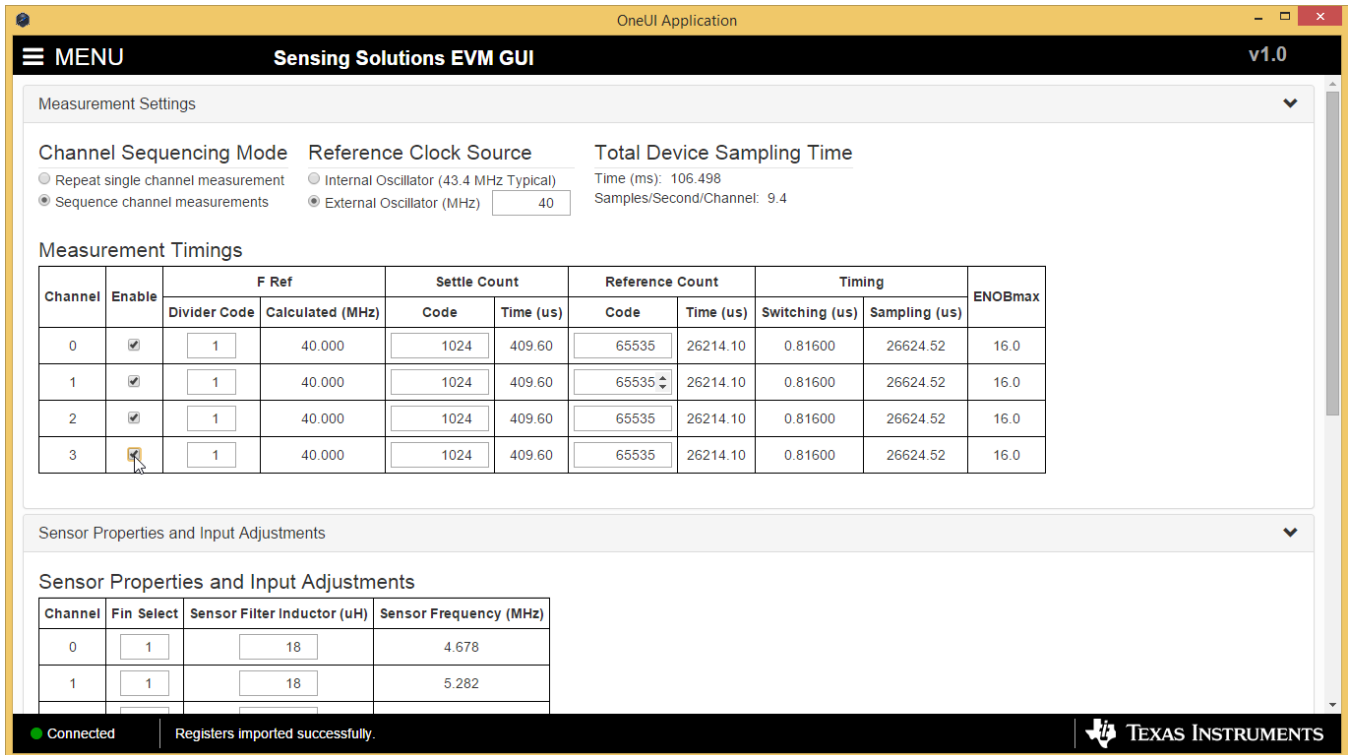 OneUI Application
MENU Sensing Solutions EVM GUI v1.0
Measurement Settings
Channel Sequencing Mode Reference Clock Source Total Device Sampling Time
Repeat single channel measurement Internal Oscillator (43.4 MHz Typical) Time (ms): 106.498
Sequence channel measurements External Oscillator (MHz) 40 Samples/Second/Channel: 9.4
Measurement Timings
Channel Enable F Ref Settle Count Reference Count Timing ENOBmax
Divider Code Calculated (MHz) Code Time (us) Code Time (us) Switching (us) Sampling (us)
0 1 40.000 1024 409.60 65535 26214.10 0.81600 26624.52 16.0
1 1 40.000 1024 409.60 65535 26214.10 0.81600 26624.52 16.0
2 1 40.000 1024 409.60 65535 26214.10 0.81600 26624.52 16.0
3 1 40.000 1024 409.60 65535 26214.10 0.81600 26624.52 16.0
Sensor Properties and Input Adjustments
Sensor Properties and Input Adjustments
Channel Fin Select Sensor Filter Inductor (uH) Sensor Frequency (MHz)
0 1 18 4.678
1 1 18 5.282
Connected Registers imported successfully. TEXAS INSTRUMENTS